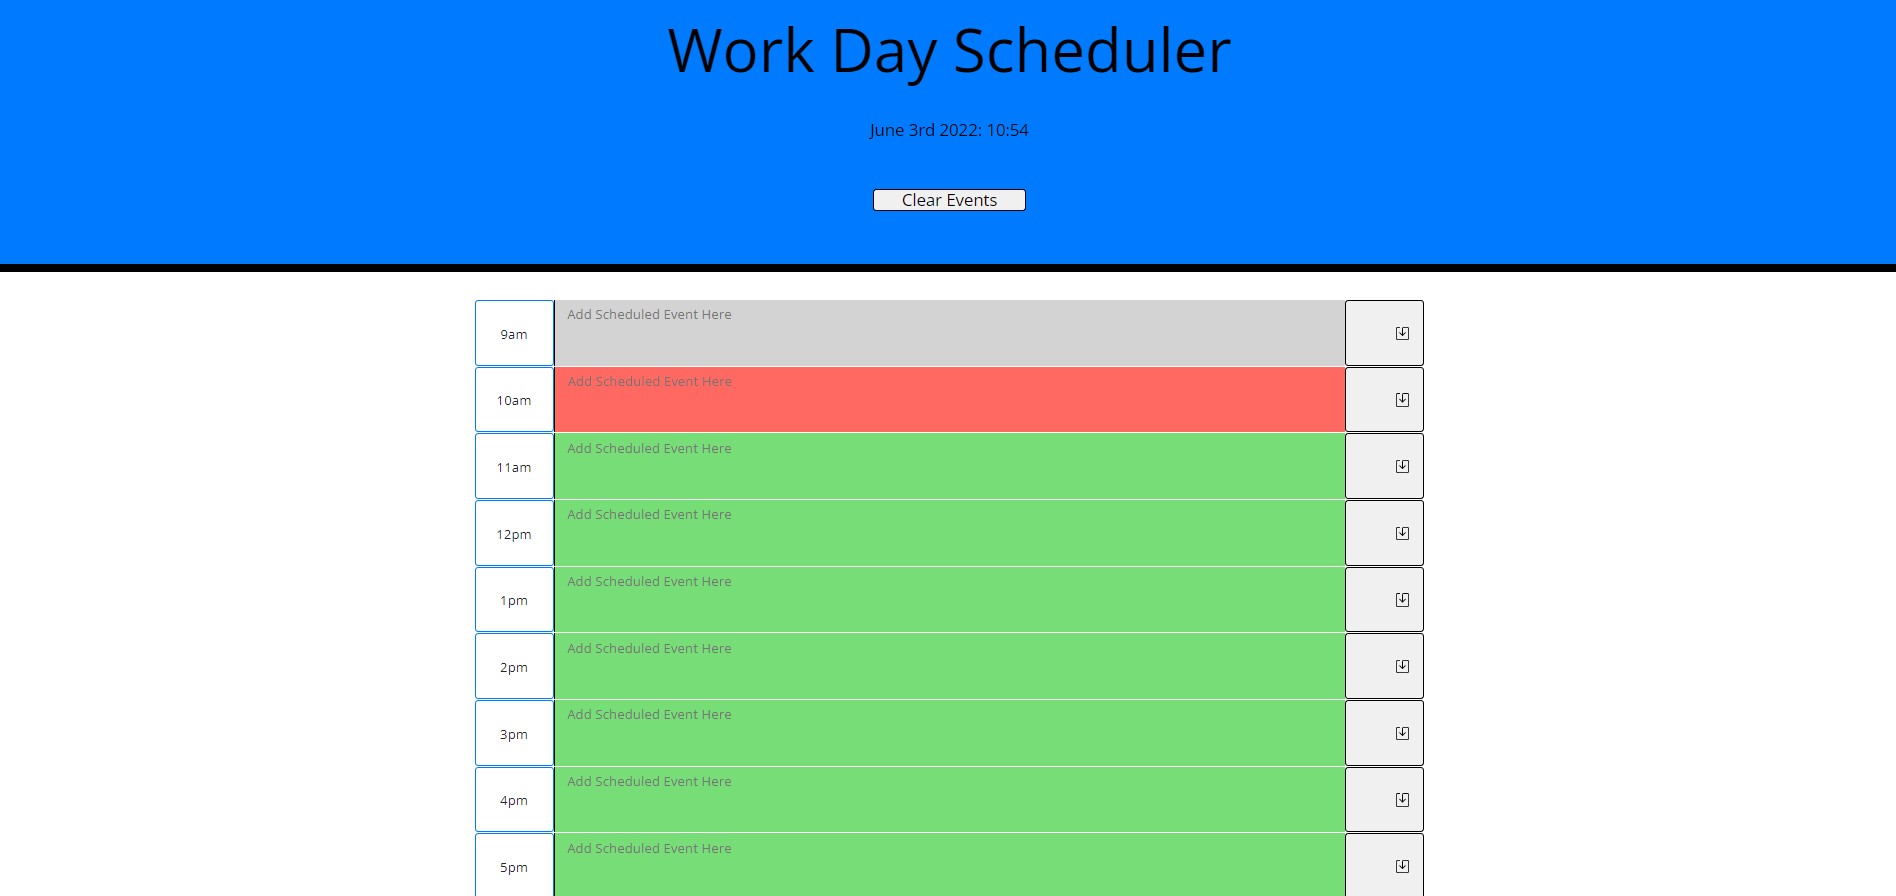 Work Day Scheduler
June 3rd 2022: 10:54
Clear Events
9am Add Scheduled Event Here
10am Add Scheduled Event Here
11am Add Scheduled Event Here
12pm Add Scheduled Event Here
1pm Add Scheduled Event Here
2pm Add Scheduled Event Here
3pm Add Scheduled Event Here
4pm Add Scheduled Event Here
5pm Add Scheduled Event Here